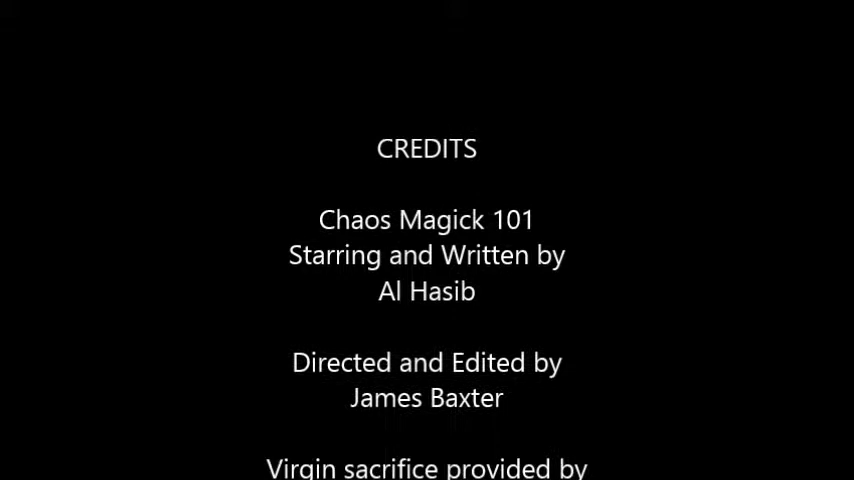 CREDITS
Chaos Magick 101
Starring and Written by
Al Hasib
Directed and Edited by
James Baxter
Virgin sacrifice provided by